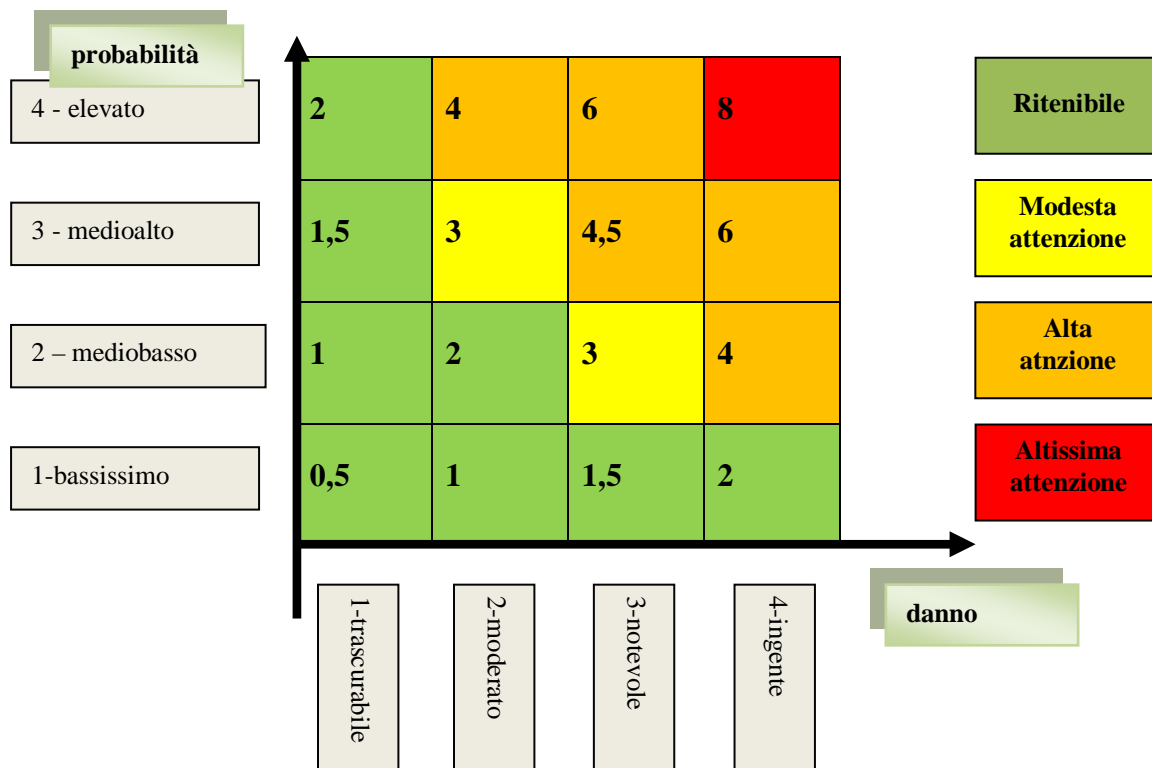 probabilità
4 - elevato
2
4
6
8
Ritenibile
3 - medioalto
1,5
3
4,5
6
Modesta
attenzione
2 – mediobasso
1
2
3
4
Alta
atnzione
1-bassissimo
0,5
1
1,5
2
Altissima
attenzione
1-trascurabile
2-moderato
3-notevole
4-ingente
danno